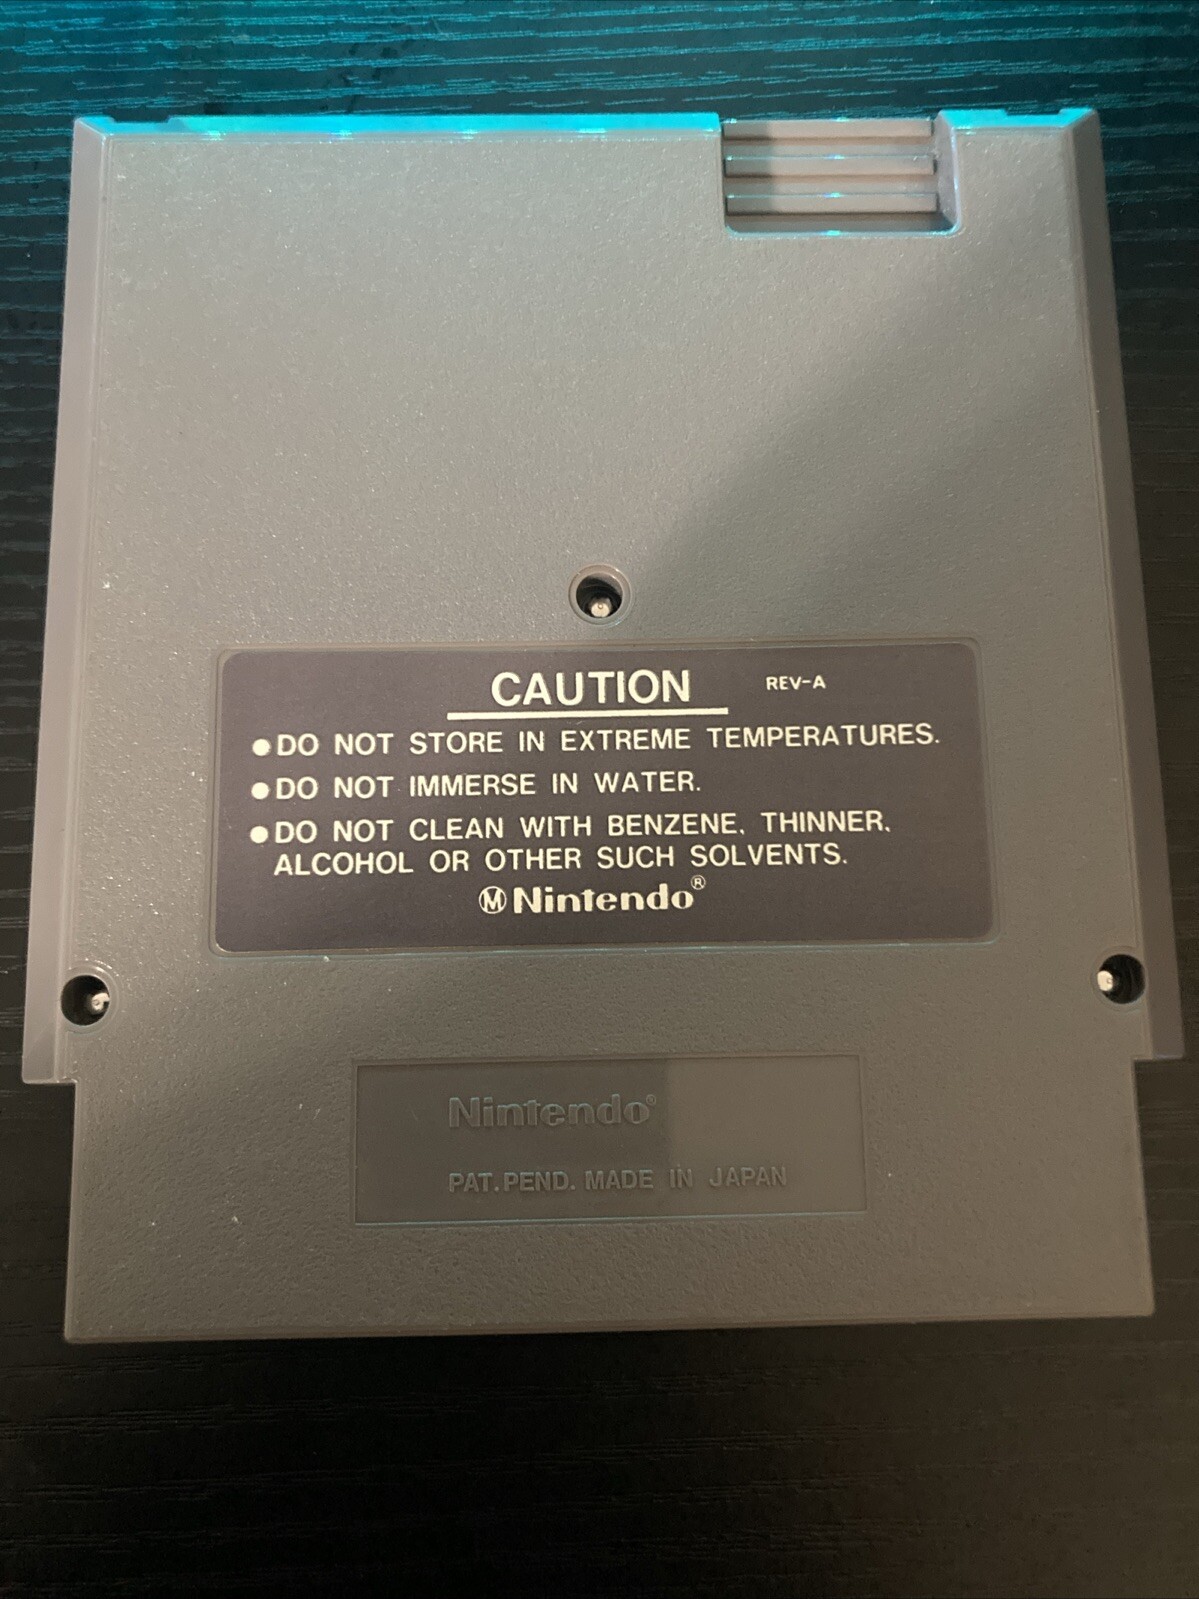 CAUTION REV-A
●DO NOT STORE IN EXTREME TEMPERATURES.
●DO NOT IMMERSE IN WATER.
●DO NOT CLEAN WITH BENZENE, THINNER,
ALCOHOL OR OTHER SUCH SOLVENTS.
Ⓜ Nintendo®
Nintendo®
PAT.PEND. MADE IN JAPAN